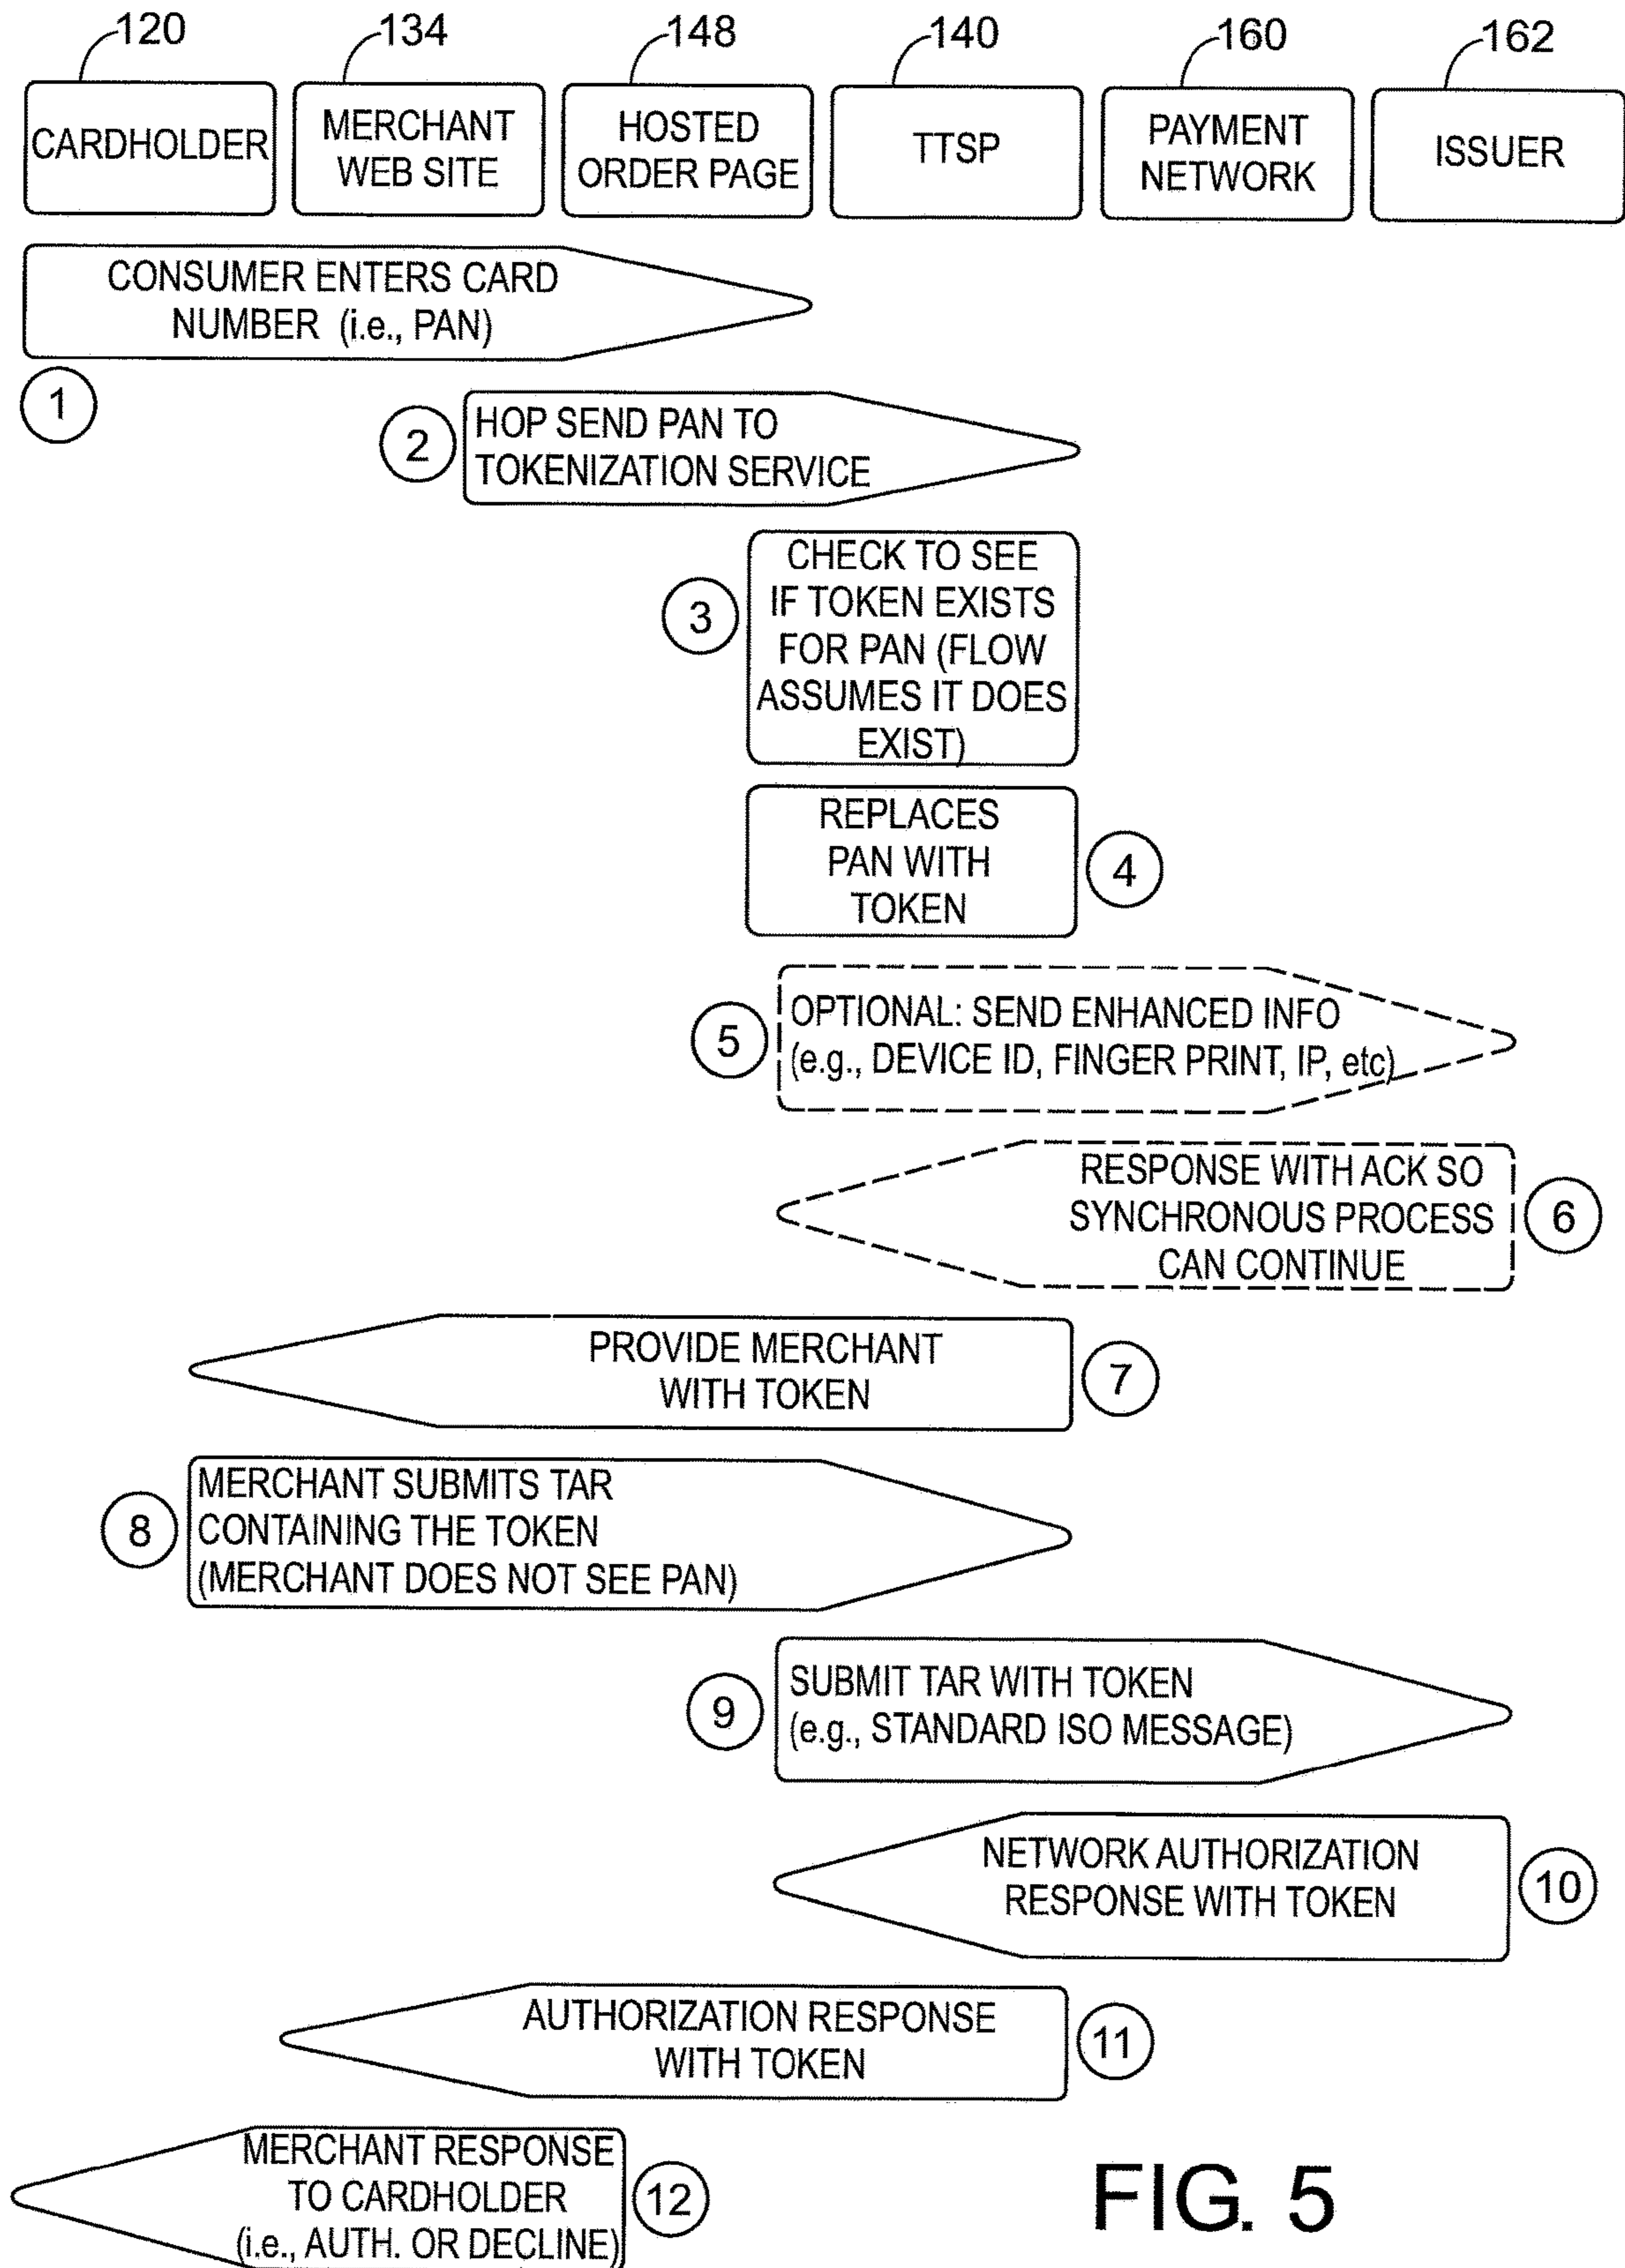 120
134
148
140
160
162
CARDHOLDER
MERCHANT
WEB SITE
HOSTED
ORDER PAGE
TTSP
PAYMENT
NETWORK
ISSUER
CONSUMER ENTERS CARD
NUMBER (i.e., PAN)
1
2
HOP SEND PAN TO
TOKENIZATION SERVICE
3
CHECK TO SEE
IF TOKEN EXISTS
FOR PAN (FLOW
ASSUMES IT DOES
EXIST)
REPLACES
PAN WITH
TOKEN
4
5
OPTIONAL: SEND ENHANCED INFO
(e.g., DEVICE ID, FINGER PRINT, IP, etc)
RESPONSE WITH ACK SO
SYNCHRONOUS PROCESS
CAN CONTINUE
6
PROVIDE MERCHANT
WITH TOKEN
7
8
MERCHANT SUBMITS TAR
CONTAINING THE TOKEN
(MERCHANT DOES NOT SEE PAN)
9
SUBMIT TAR WITH TOKEN
(e.g., STANDARD ISO MESSAGE)
NETWORK AUTHORIZATION
RESPONSE WITH TOKEN
10
AUTHORIZATION RESPONSE
WITH TOKEN
11
MERCHANT RESPONSE
TO CARDHOLDER
(i.e., AUTH. OR DECLINE)
12
FIG. 5